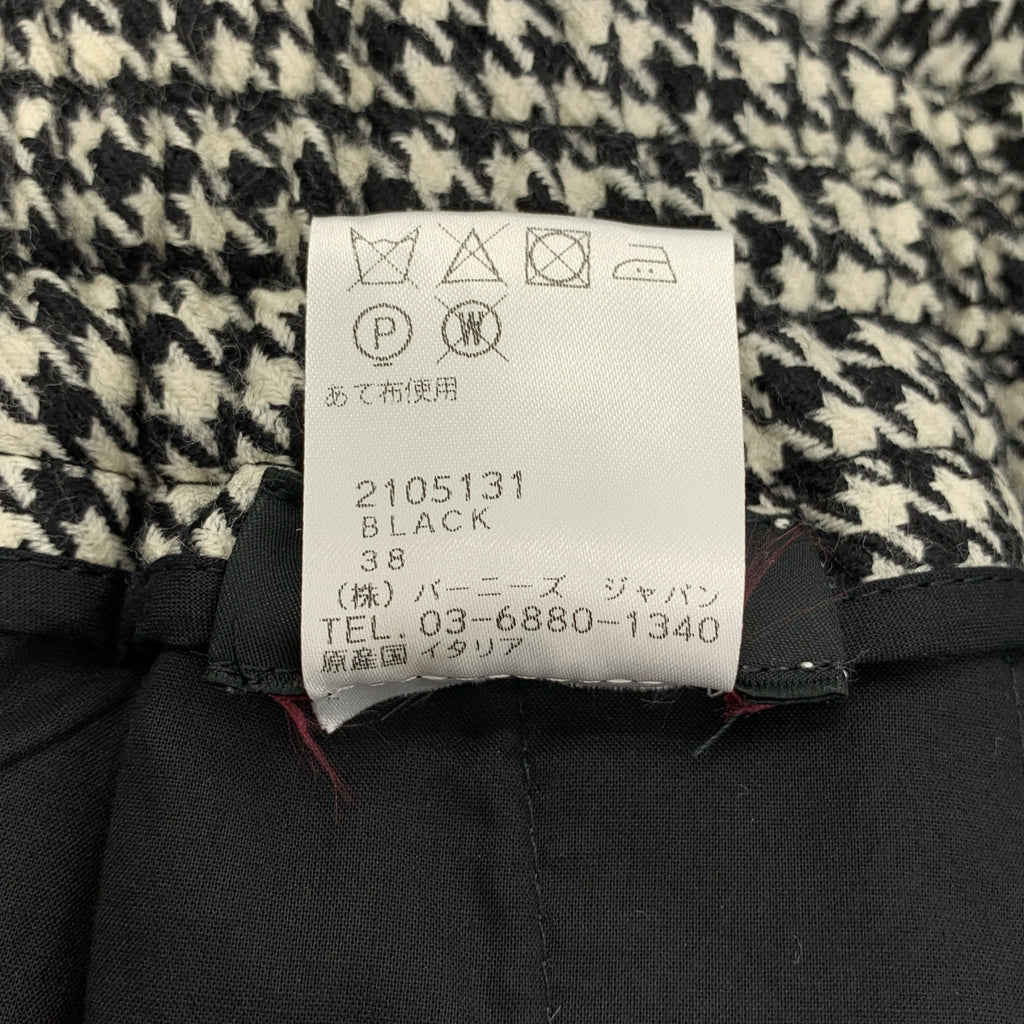 P W
あて布使用
2105131
BLACK
38
（株）バーニーズ ジャパン
TEL. 03-6880-1340
原産国 イタリア